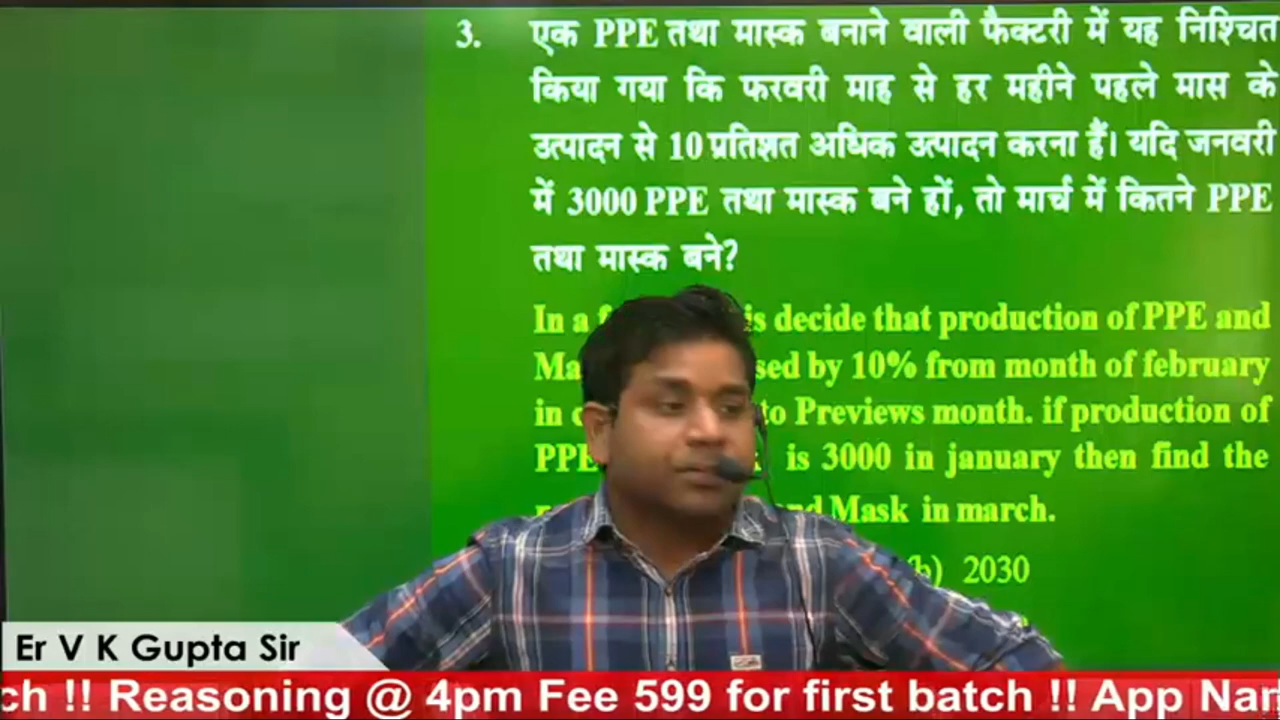 3. एक PPE तथा मास्क बनाने वाली फैक्टरी में यह निश्चित
किया गया कि फरवरी माह से हर महीने पहले मास के
उत्पादन से 10 प्रतिशत अधिक उत्पादन करना हैं। यदि जनवरी
में 3000 PPE तथा मास्क बने हों, तो मार्च में कितने PPE
तथा मास्क बने?
In a is decide that production of PPE and
by 10% from month of february
in to Previews month. if production of
PPE is 3000 in january then find the
Mask in march.
(b) 2030
Er V K Gupta Sir
!! Reasoning @ 4pm Fee 599 for first batch !! App